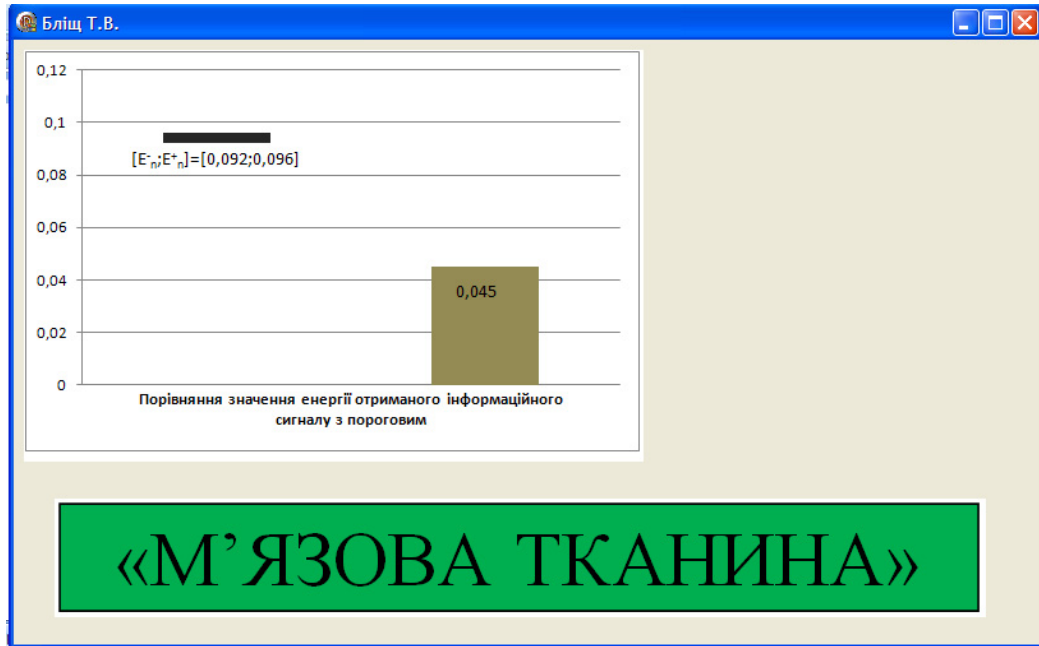 Бліщ Т.В.
0,12
0,1
[E⁻ₙ;E⁺ₙ]=[0,092;0,096]
0,08
0,06
0,04
0,045
0,02
0
Порівняння значення енергії отриманого інформаційного
сигналу з пороговим
«М’ЯЗОВА ТКАНИНА»